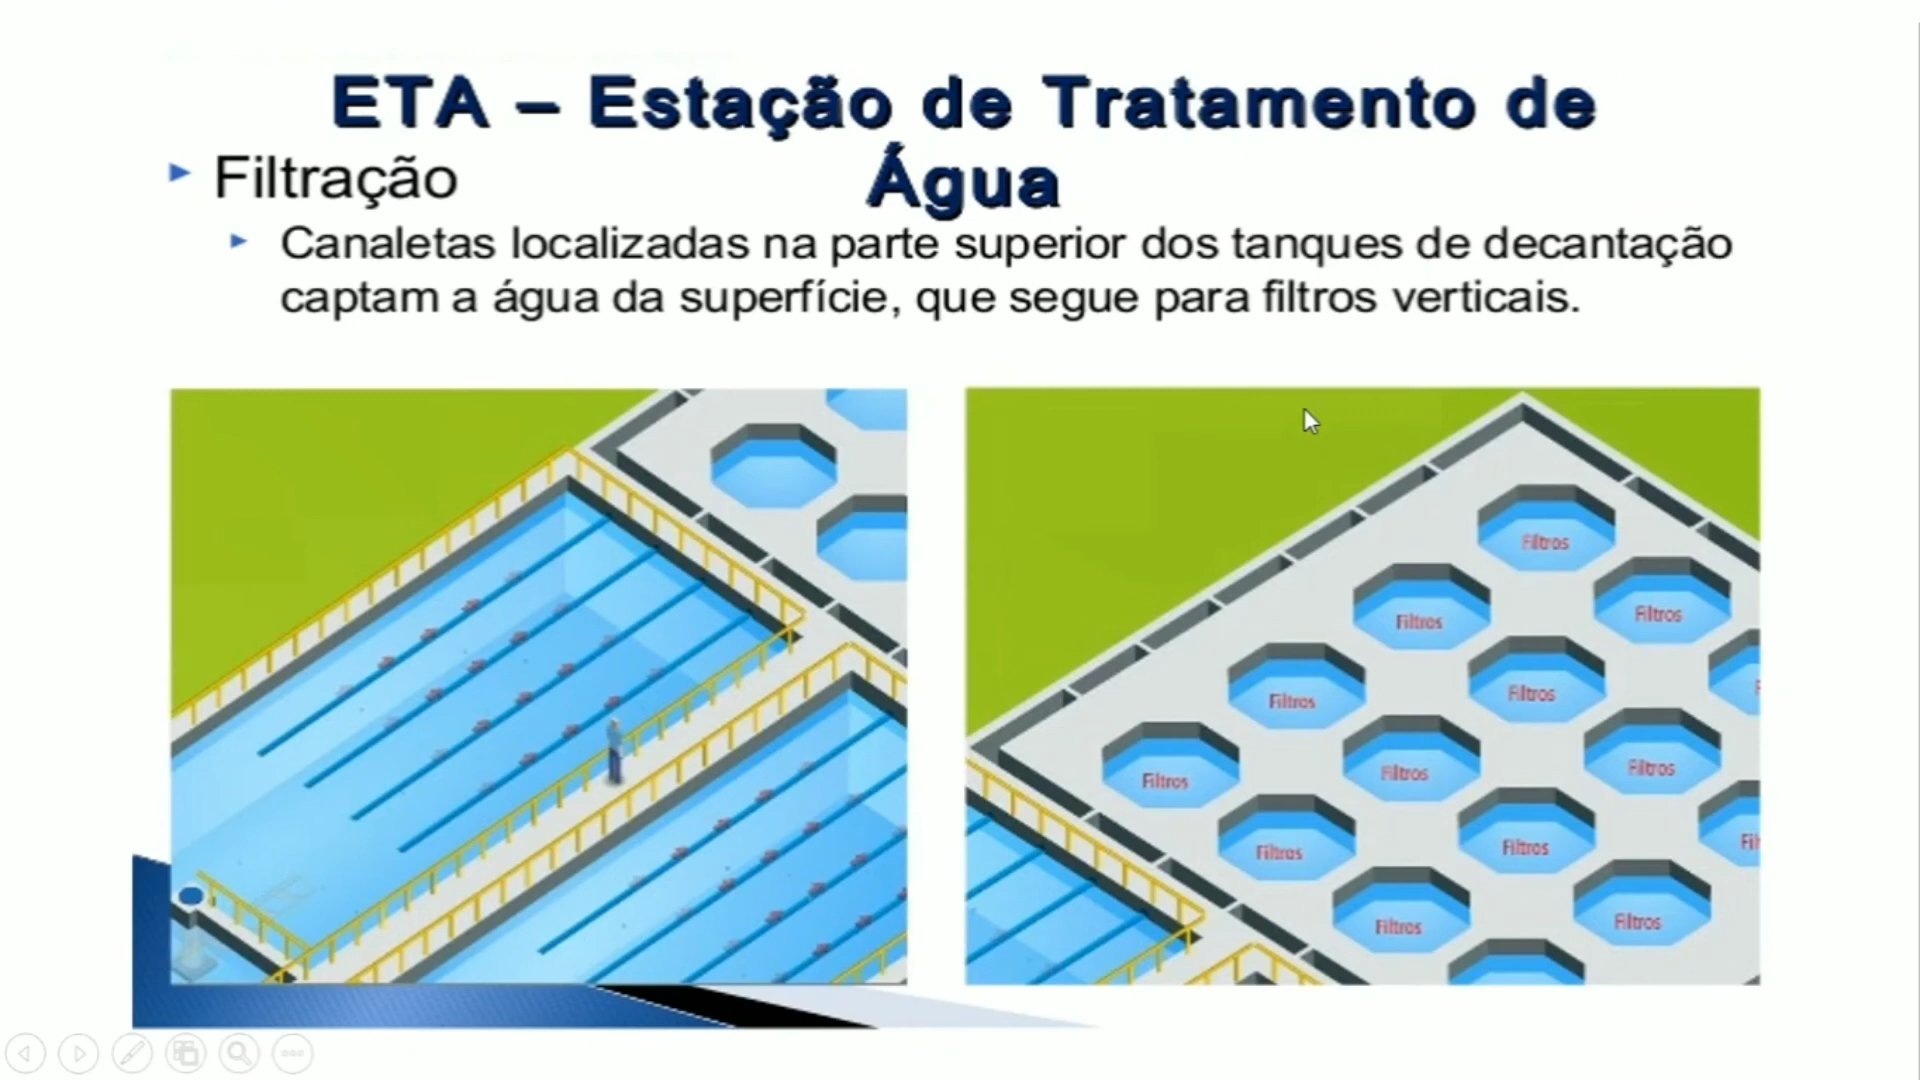 ETA – Estação de Tratamento de
Água
Filtração
Canaletas localizadas na parte superior dos tanques de decantação
captam a água da superfície, que segue para filtros verticais.
Filtros
Filtros
Filtros
Filtros
Filtros
Filtros
Filtros
Filtros
Filtros
Filtros
Filtros
Filtros